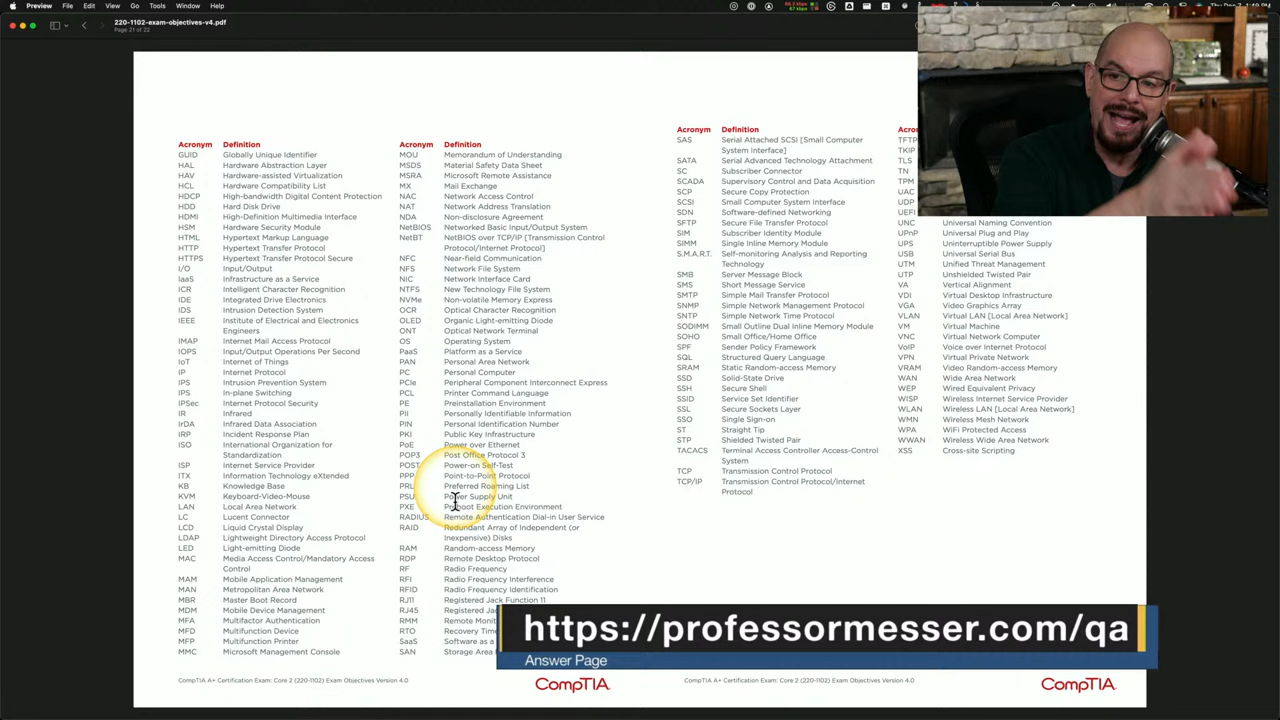 Preview File Edit View Go Tools Window Help
220-1102-exam-objectives-v4.pdf
Page 21 of 22
Acronym Definition
GUID Globally Unique Identifier
HAL Hardware Abstraction Layer
HAV Hardware-assisted Virtualization
HCL Hardware Compatibility List
HDCP High-bandwidth Digital Content Protection
HDD Hard Disk Drive
HDMI High-Definition Multimedia Interface
HSM Hardware Security Module
HTML Hypertext Markup Language
HTTP Hypertext Transfer Protocol
HTTPS Hypertext Transfer Protocol Secure
I/O Input/Output
IaaS Infrastructure as a Service
ICR Intelligent Character Recognition
IDE Integrated Drive Electronics
IDS Intrusion Detection System
IEEE Institute of Electrical and Electronics
Engineers
IMAP Internet Mail Access Protocol
IOPS Input/Output Operations Per Second
IoT Internet of Things
IP Internet Protocol
IPS Intrusion Prevention System
IPS In-plane Switching
IPSec Internet Protocol Security
IR Infrared
IrDA Infrared Data Association
IRP Incident Response Plan
ISO International Organization for
Standardization
ISP Internet Service Provider
ITX Information Technology eXtended
KB Knowledge Base
KVM Keyboard-Video-Mouse
LAN Local Area Network
LC Lucent Connector
LCD Liquid Crystal Display
LDAP Lightweight Directory Access Protocol
LED Light-emitting Diode
MAC Media Access Control/Mandatory Access
Control
MAM Mobile Application Management
MAN Metropolitan Area Network
MBR Master Boot Record
MDM Mobile Device Management
MFA Multifactor Authentication
MFD Multifunction Device
MFP Multifunction Printer
MMC Microsoft Management Console
Acronym Definition
MOU Memorandum of Understanding
MSDS Material Safety Data Sheet
MSRA Microsoft Remote Assistance
MX Mail Exchange
NAC Network Access Control
NAT Network Address Translation
NDA Non-disclosure Agreement
NetBIOS Networked Basic Input/Output System
NetBT NetBIOS over TCP/IP [Transmission Control
Protocol/Internet Protocol]
NFC Near-field Communication
NFS Network File System
NIC Network Interface Card
NTFS New Technology File System
NVMe Non-volatile Memory Express
OCR Optical Character Recognition
OLED Organic Light-emitting Diode
ONT Optical Network Terminal
OS Operating System
PaaS Platform as a Service
PAN Personal Area Network
PC Personal Computer
PCIe Peripheral Component Interconnect Express
PCL Printer Command Language
PE Preinstallation Environment
PII Personally Identifiable Information
PIN Personal Identification Number
PKI Public Key Infrastructure
PoE Power over Ethernet
POP3 Post Office Protocol 3
POST Power-on Self-Test
PPP Point-to-Point Protocol
PRL Preferred Roaming List
PSU Power Supply Unit
PXE Preboot Execution Environment
RADIUS Remote Authentication Dial-in User Service
RAID Redundant Array of Independent (or
Inexpensive) Disks
RAM Random-access Memory
RDP Remote Desktop Protocol
RF Radio Frequency
RFI Radio Frequency Interference
RFID Radio Frequency Identification
RJ11 Registered Jack Function 11
RJ45 Registered
RMM Remote
RTO Recovery
SaaS Software as a
SAN Storage Area
Acronym Definition
SAS Serial Attached SCSI [Small Computer
System Interface]
SATA Serial Advanced Technology Attachment
SC Subscriber Connector
SCADA Supervisory Control and Data Acquisition
SCP Secure Copy Protection
SCSI Small Computer System Interface
SDN Software-defined Networking
SFTP Secure File Transfer Protocol
SIM Subscriber Identity Module
SIMM Single Inline Memory Module
S.M.A.R.T. Self-monitoring Analysis and Reporting
Technology
SMB Server Message Block
SMS Short Message Service
SMTP Simple Mail Transfer Protocol
SNMP Simple Network Management Protocol
SNTP Simple Network Time Protocol
SODIMM Small Outline Dual Inline Memory Module
SOHO Small Office/Home Office
SPF Sender Policy Framework
SQL Structured Query Language
SRAM Static Random-access Memory
SSD Solid-State Drive
SSH Secure Shell
SSID Service Set Identifier
SSL Secure Sockets Layer
SSO Single Sign-on
ST Straight Tip
STP Shielded Twisted Pair
TACACS Terminal Access Controller Access-Control
System
TCP Transmission Control Protocol
TCP/IP Transmission Control Protocol/Internet
Protocol
TFTP
TKIP
TLS
TN
TPM
UAC
UDP
UEFI
UNC Universal Naming Convention
UPnP Universal Plug and Play
UPS Uninterruptible Power Supply
USB Universal Serial Bus
UTM Unified Threat Management
UTP Unshielded Twisted Pair
VA Vertical Alignment
VDI Virtual Desktop Infrastructure
VGA Video Graphics Array
VLAN Virtual LAN [Local Area Network]
VM Virtual Machine
VNC Virtual Network Computer
VoIP Voice over Internet Protocol
VPN Virtual Private Network
VRAM Video Random-access Memory
WAN Wide Area Network
WEP Wired Equivalent Privacy
WISP Wireless Internet Service Provider
WLAN Wireless LAN [Local Area Network]
WMN Wireless Mesh Network
WPA WiFi Protected Access
WWAN Wireless Wide Area Network
XSS Cross-site Scripting
https://professormesser.com/qa
Answer Page
CompTIA A+ Certification Exam: Core 2 (220-1102) Exam Objectives Version 4.0
CompTIA
CompTIA A+ Certification Exam: Core 2 (220-1102) Exam Objectives Version 4.0
CompTIA